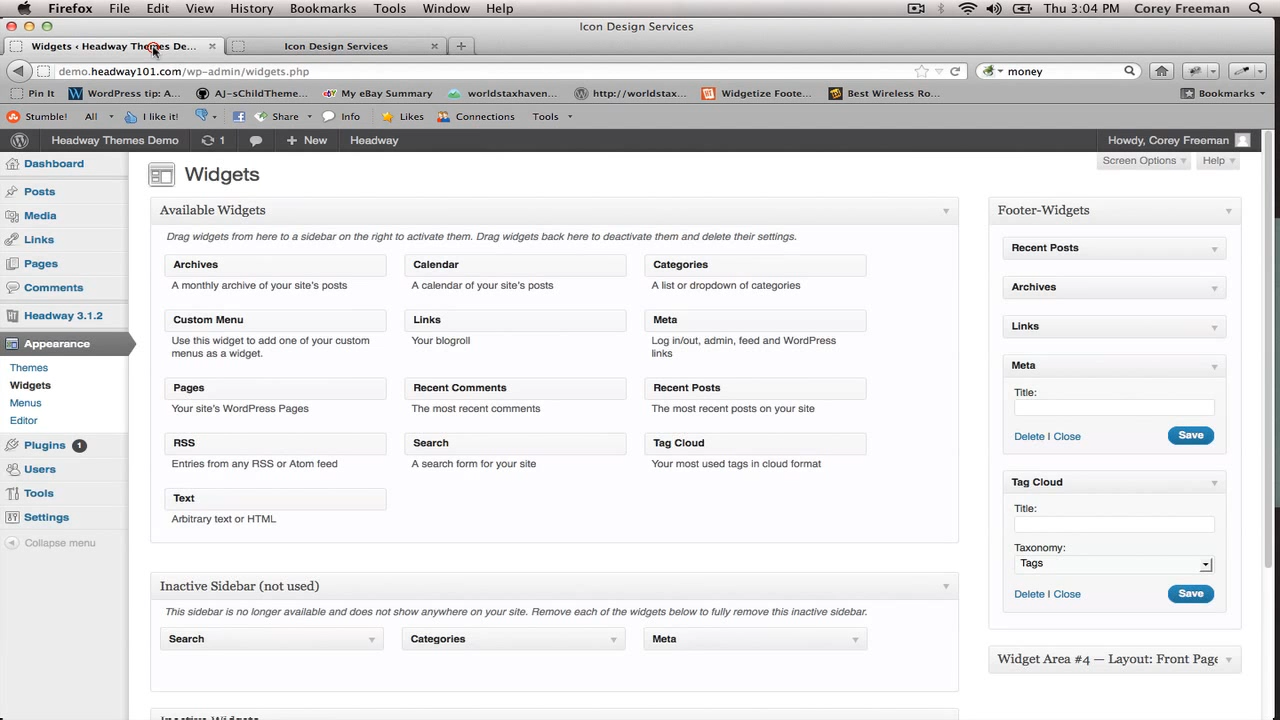 Firefox File Edit View History Bookmarks Tools Window Help Thu 3:04 PM Corey Freeman
Icon Design Services
Widgets ‹ Headway Themes De... Icon Design Services
demo.headway101.com/wp-admin/widgets.php money
Pin It WordPress tip: A... AJ-sChildTheme... My eBay Summary worldstaxhaven... http://worldstax... Widgetize Foote... Best Wireless Ro... Bookmarks
Stumble! All I like it! Share Info Likes Connections Tools
Headway Themes Demo 1 New Headway Howdy, Corey Freeman
Screen Options Help
Dashboard
Posts
Media
Links
Pages
Comments
Headway 3.1.2
Appearance
Themes
Widgets
Menus
Editor
Plugins 1
Users
Tools
Settings
Collapse menu
Widgets
Available Widgets
Drag widgets from here to a sidebar on the right to activate them. Drag widgets back here to deactivate them and delete their settings.
Archives Calendar Categories
A monthly archive of your site's posts A calendar of your site's posts A list or dropdown of categories
Custom Menu Links Meta
Use this widget to add one of your custom Your blogroll Log in/out, admin, feed and WordPress
menus as a widget. links
Pages Recent Comments Recent Posts
Your site's WordPress Pages The most recent comments The most recent posts on your site
RSS Search Tag Cloud
Entries from any RSS or Atom feed A search form for your site Your most used tags in cloud format
Text
Arbitrary text or HTML
Inactive Sidebar (not used)
This sidebar is no longer available and does not show anywhere on your site. Remove each of the widgets below to fully remove this inactive sidebar.
Search Categories Meta
Inactive Widgets
Footer-Widgets
Recent Posts
Archives
Links
Meta
Title:
Delete | Close Save
Tag Cloud
Title:
Taxonomy:
Tags
Delete | Close Save
Widget Area #4 — Layout: Front Page